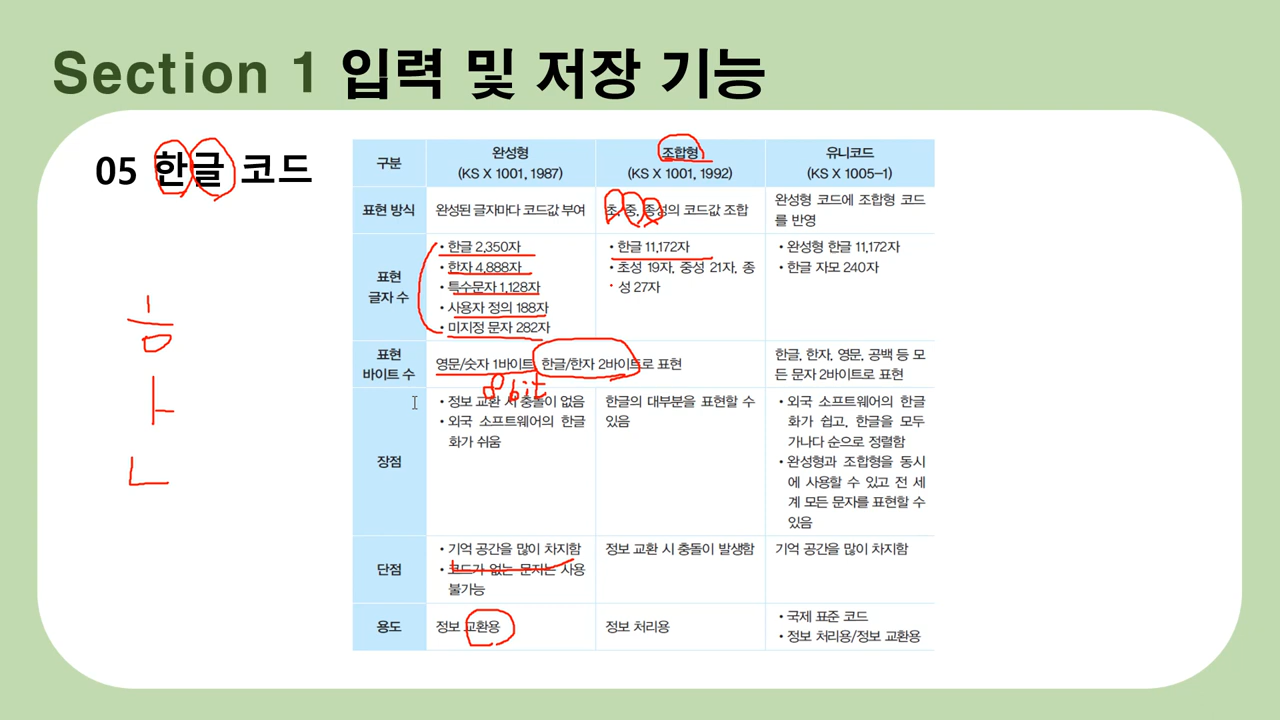 Section 1 입력 및 저장 기능
05 한글 코드
구분
완성형
(KS X 1001, 1987)
조합형
(KS X 1001, 1992)
유니코드
(KS X 1005-1)
표현 방식
완성된 글자마다 코드값 부여
초, 중, 종성의 코드값 조합
완성형 코드에 조합형 코드
를 반영
표현
글자 수
• 한글 2,350자
• 한자 4,888자
• 특수문자 1,128자
• 사용자 정의 188자
• 미지정 문자 282자
• 한글 11,172자
• 초성 19자, 중성 21자, 종
성 27자
• 완성형 한글 11,172자
• 한글 자모 240자
표현
바이트 수
영문/숫자 1바이트, 한글/한자 2바이트로 표현
한글, 한자, 영문, 공백 등 모
든 문자 2바이트로 표현
8bit
장점
• 정보 교환 시 충돌이 없음
• 외국 소프트웨어의 한글
화가 쉬움
한글의 대부분을 표현할 수
있음
• 외국 소프트웨어의 한글
화가 쉽고, 한글을 모두
가나다 순으로 정렬함
• 완성형과 조합형을 동시
에 사용할 수 있고 전 세
계 모든 문자를 표현할 수
있음
단점
• 기억 공간을 많이 차지함
• 코드가 없는 문자는 사용
불가능
정보 교환 시 충돌이 발생함
기억 공간을 많이 차지함
용도
정보 교환용
정보 처리용
• 국제 표준 코드
• 정보 처리용/정보 교환용
ㅎ
ㅏ
ㄴ